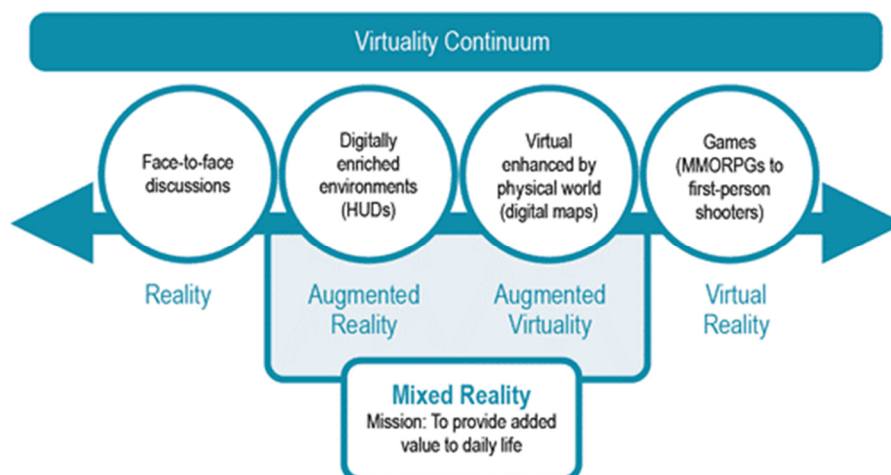 Virtuality Continuum
Face-to-face
discussions
Digitally
enriched
environments
(HUDs)
Virtual
enhanced by
physical world
(digital maps)
Games
(MMORPGs to
first-person
shooters)
Reality
Augmented
Reality
Augmented
Virtuality
Virtual
Reality
Mixed Reality
Mission: To provide added
value to daily life